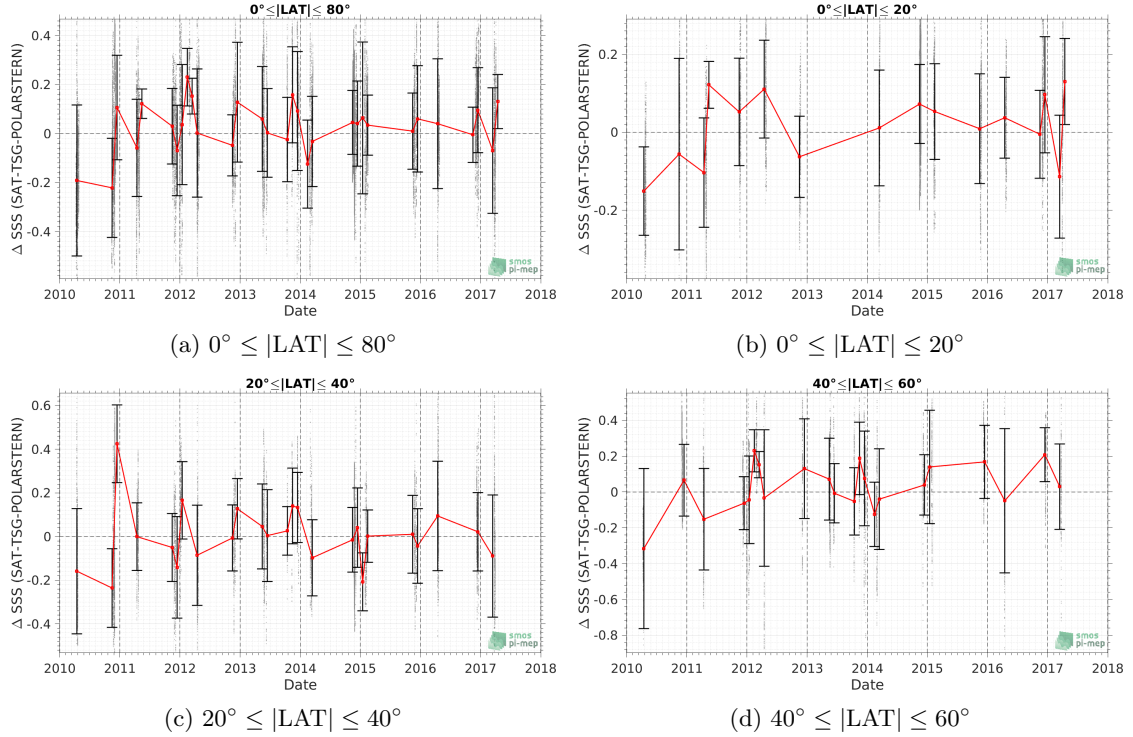 0°≤|LAT|≤ 80°
Δ SSS (SAT-TSG-POLARSTERN)
0.4
0.2
0
-0.2
-0.4
2010 2011 2012 2013 2014 2015 2016 2017 2018
Date
smos
pi-mep
(a) 0° ≤ |LAT| ≤ 80°
0°≤|LAT|≤ 20°
Δ SSS (SAT-TSG-POLARSTERN)
0.2
0
-0.2
2010 2011 2012 2013 2014 2015 2016 2017 2018
Date
smos
pi-mep
(b) 0° ≤ |LAT| ≤ 20°
20°≤|LAT|≤ 40°
Δ SSS (SAT-TSG-POLARSTERN)
0.6
0.4
0.2
0
-0.2
-0.4
2010 2011 2012 2013 2014 2015 2016 2017 2018
Date
smos
pi-mep
(c) 20° ≤ |LAT| ≤ 40°
40°≤|LAT|≤ 60°
Δ SSS (SAT-TSG-POLARSTERN)
0.4
0.2
0
-0.2
-0.4
-0.6
-0.8
2010 2011 2012 2013 2014 2015 2016 2017 2018
Date
smos
pi-mep
(d) 40° ≤ |LAT| ≤ 60°